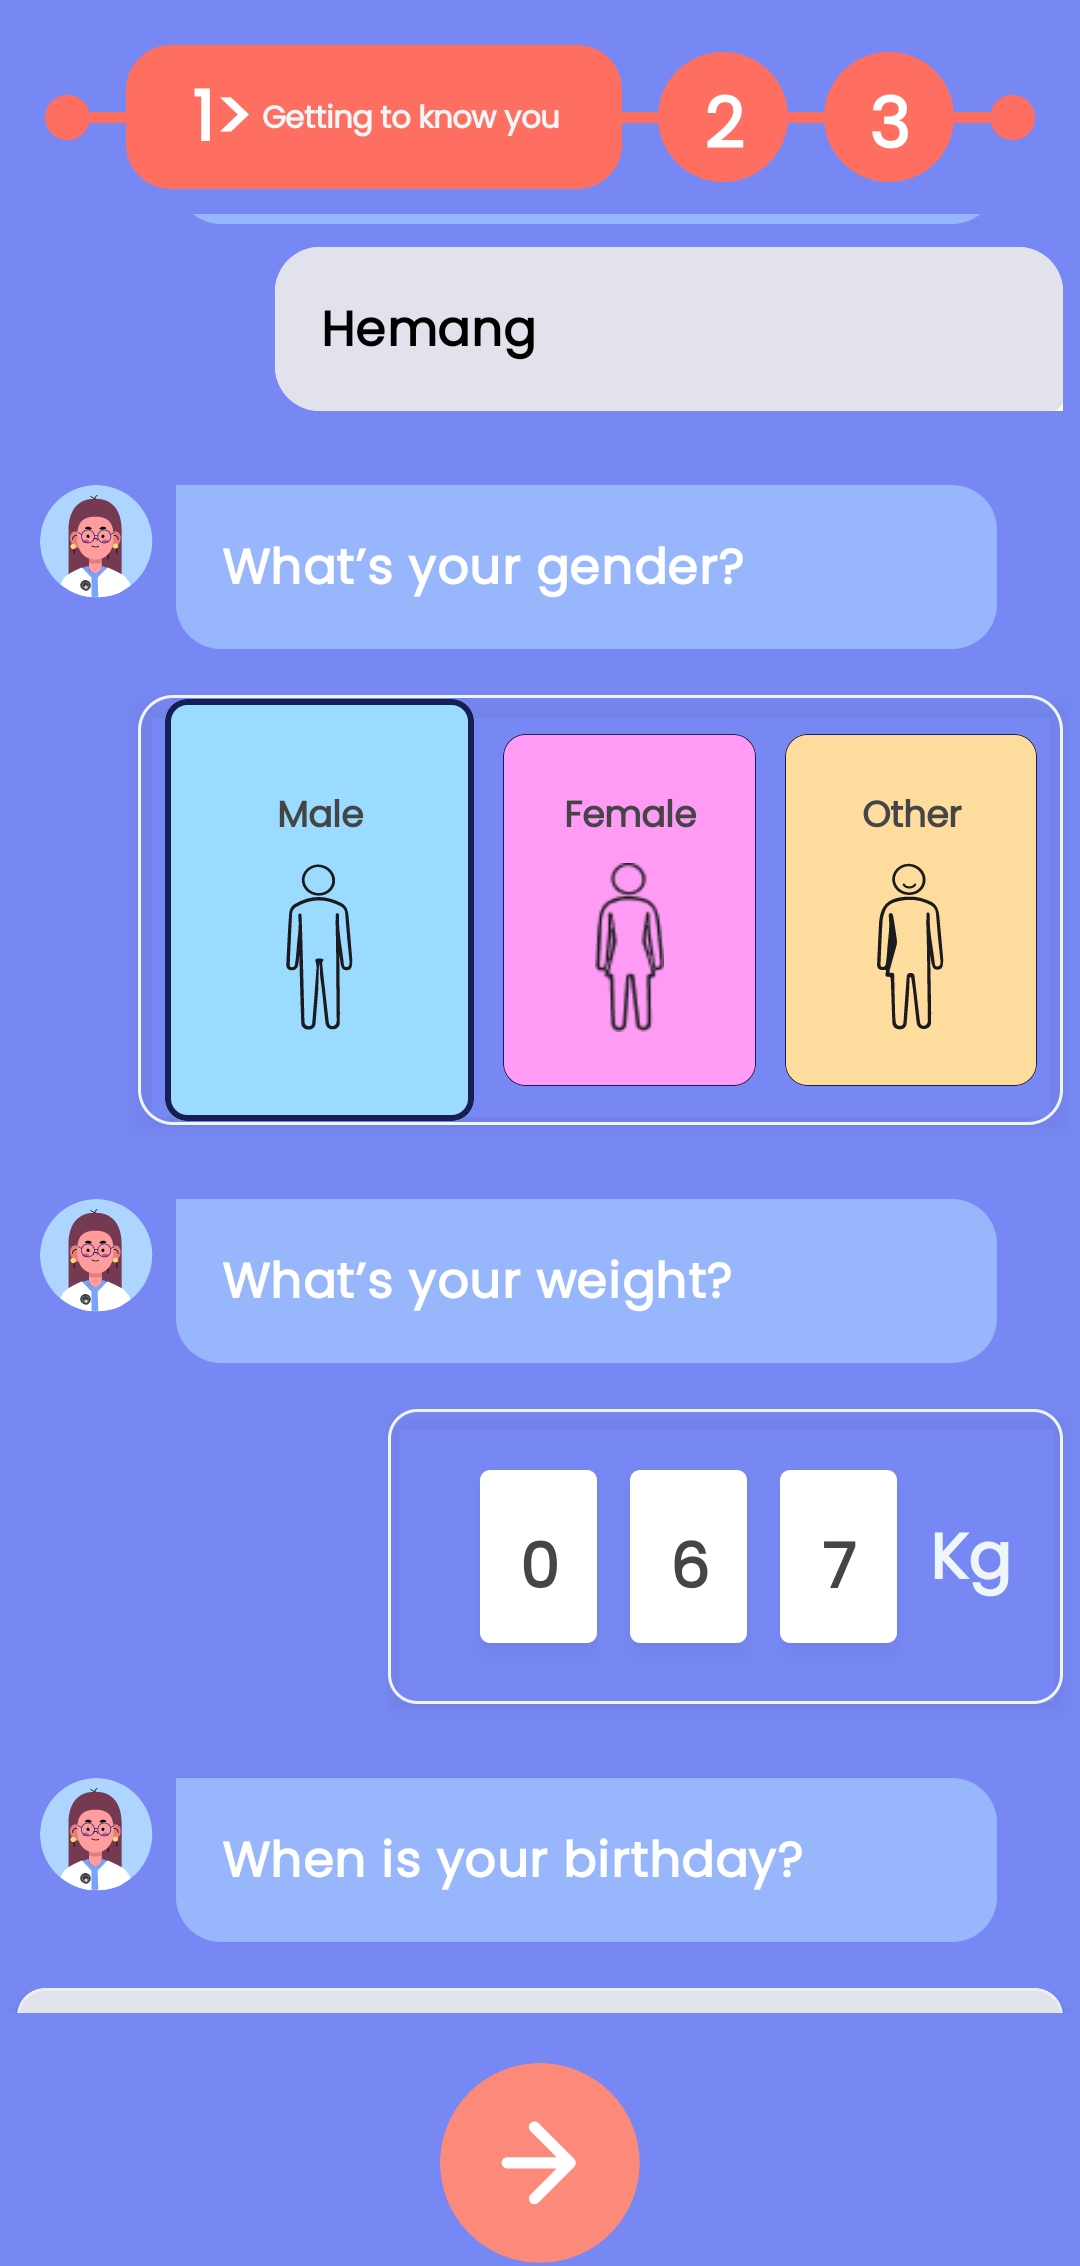 1> Getting to know you 2 3
Hemang
What's your gender?
Male Female Other
What's your weight?
0 6 7 Kg
When is your birthday?